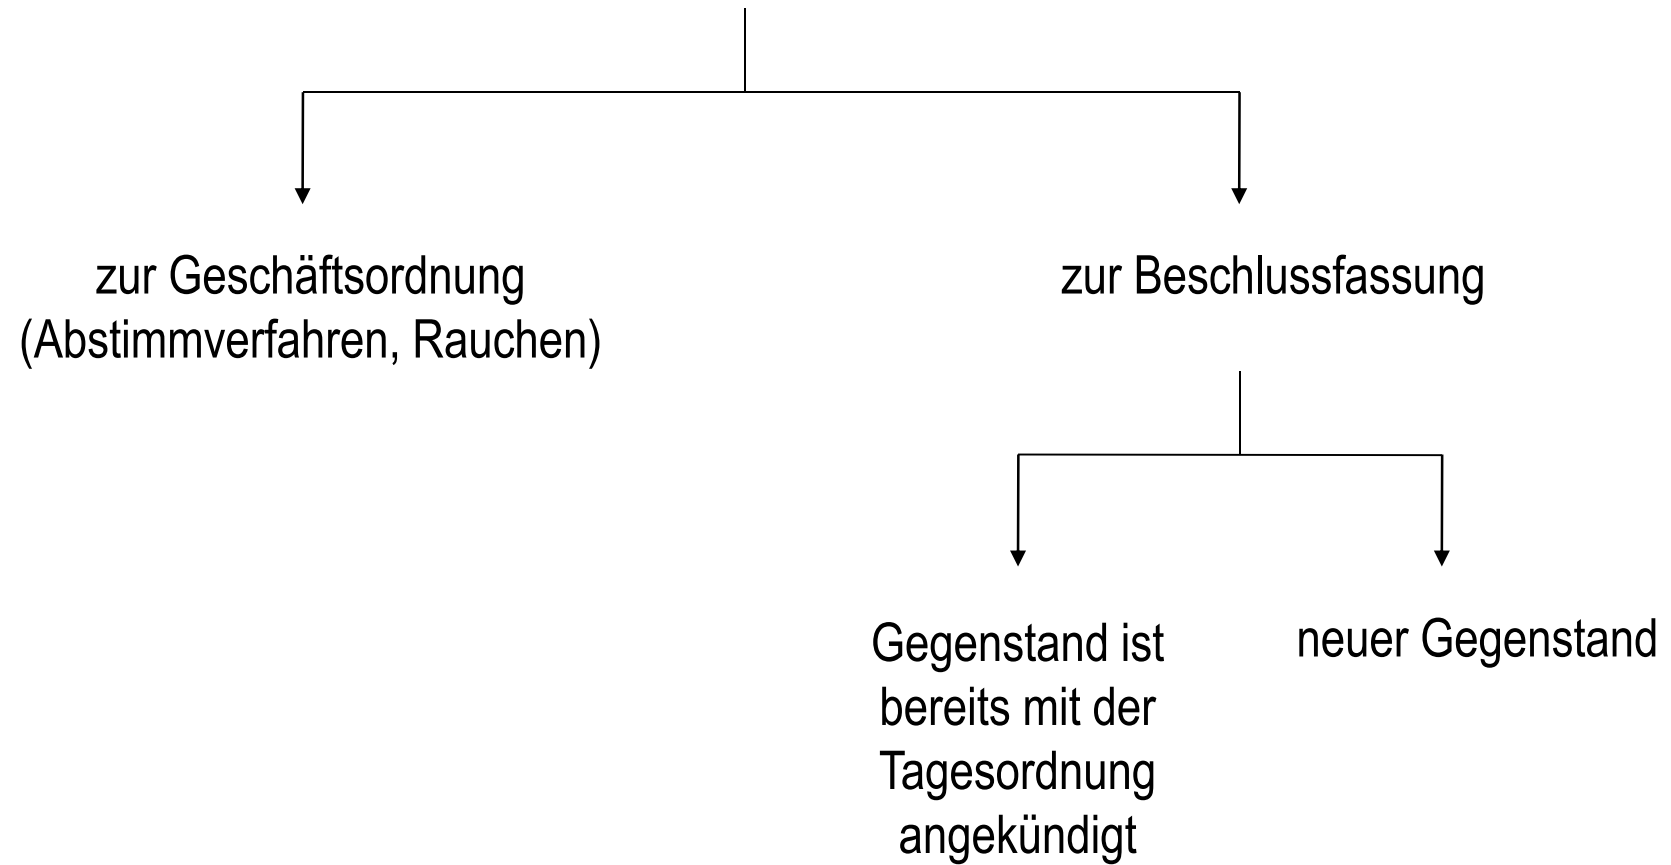 zur Geschäftsordnung
(Abstimmverfahren, Rauchen)
zur Beschlussfassung
Gegenstand ist
bereits mit der
Tagesordnung
angekündigt
neuer Gegenstand